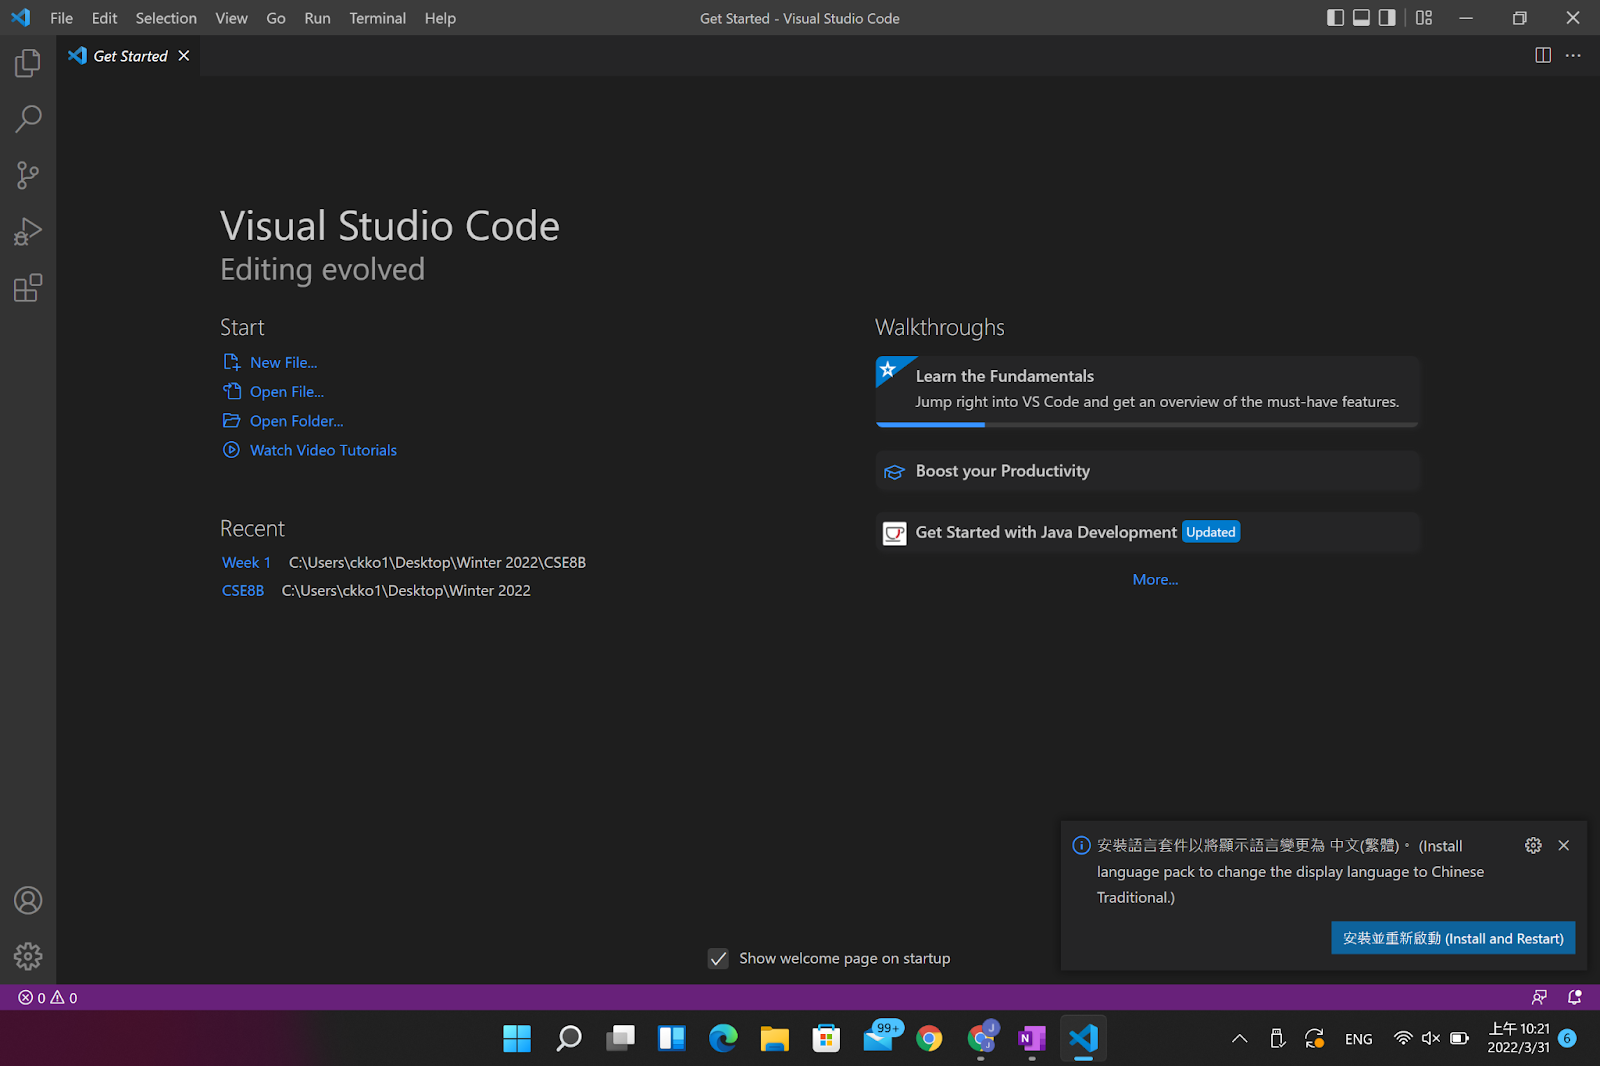 File Edit Selection View Go Run Terminal Help
Get Started - Visual Studio Code
Get Started
Visual Studio Code
Editing evolved
Start
New File...
Open File...
Open Folder...
Watch Video Tutorials
Recent
Week 1 C:\Users\ckko1\Desktop\Winter 2022\CSE8B
CSE8B C:\Users\ckko1\Desktop\Winter 2022
Walkthroughs
Learn the Fundamentals
Jump right into VS Code and get an overview of the must-have features.
Boost your Productivity
Get Started with Java Development Updated
More...
安裝語言套件以將顯示語言變更為 中文(繁體)。 (Install
language pack to change the display language to Chinese
Traditional.)
安裝並重新啟動 (Install and Restart)
Show welcome page on startup
0 0
99+
J
J
N
ENG
上午 10:21
2022/3/31
6